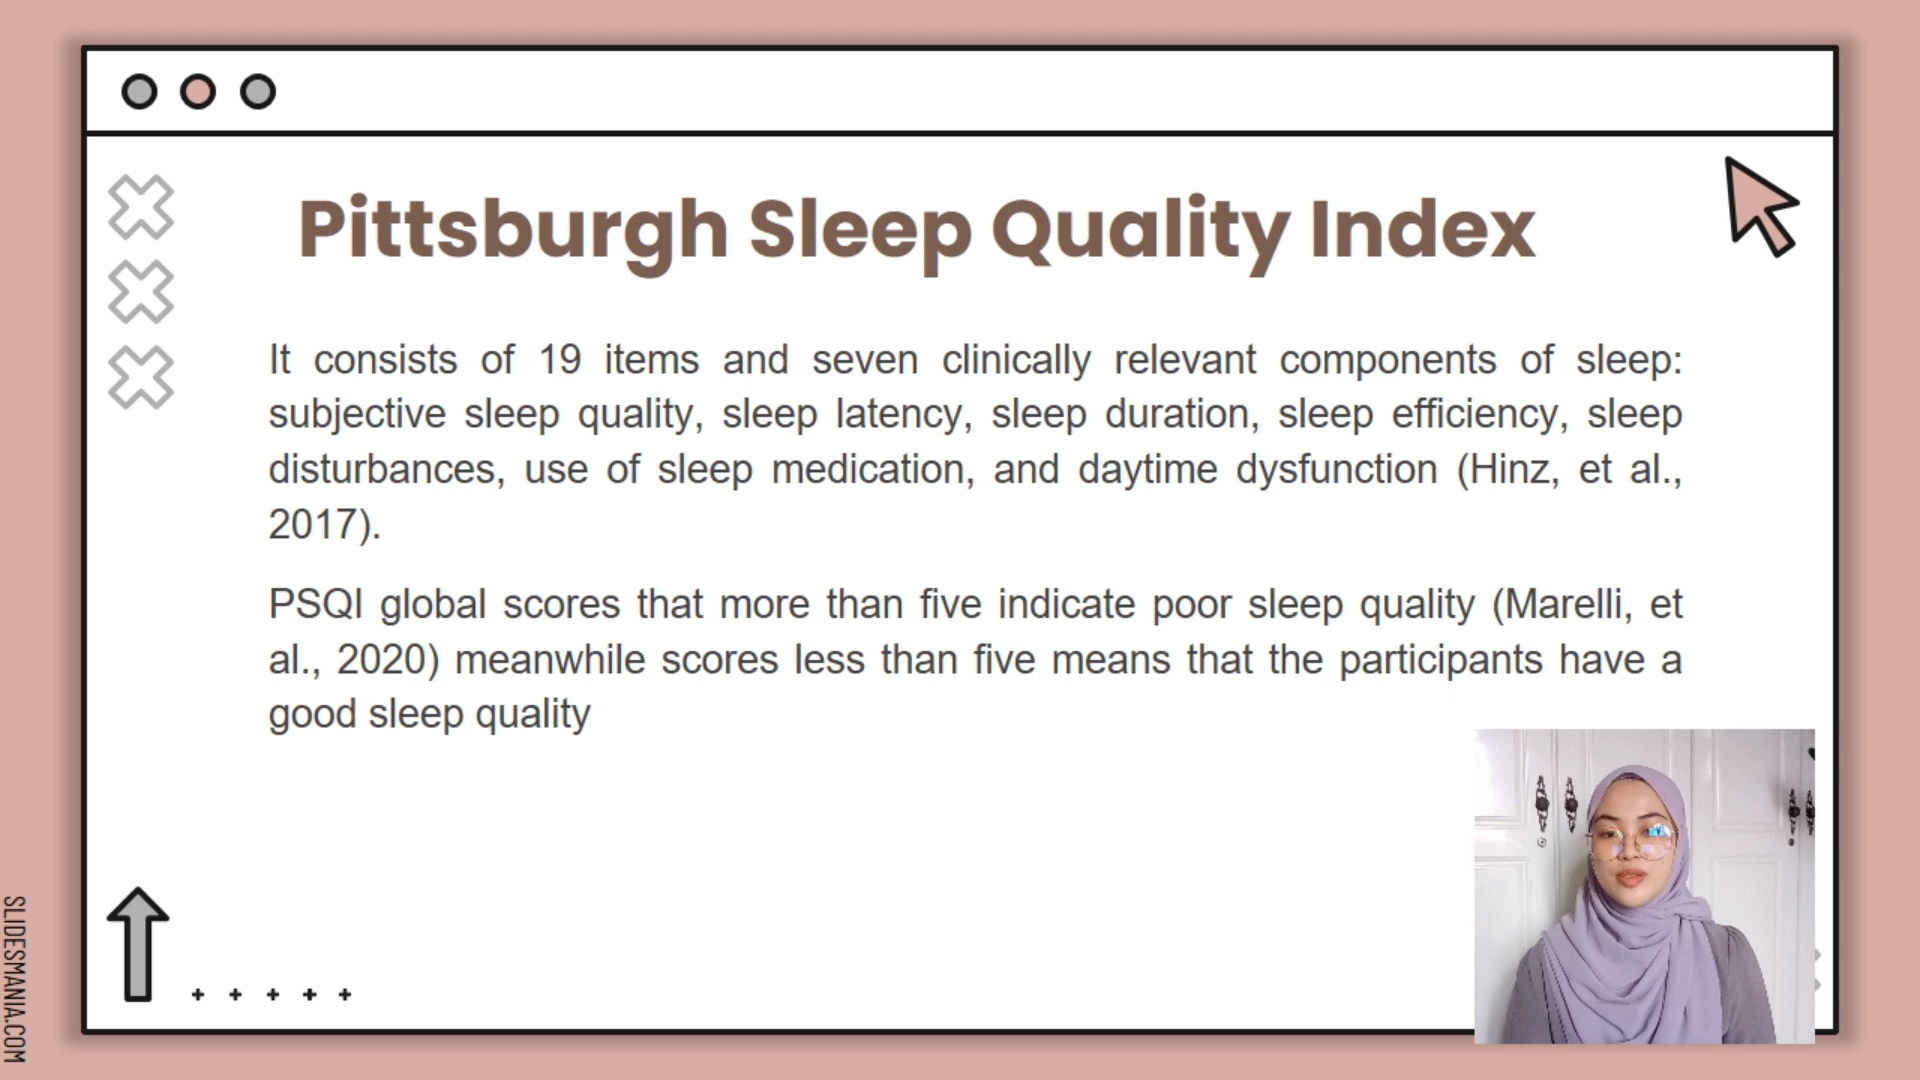 Pittsburgh Sleep Quality Index
It consists of 19 items and seven clinically relevant components of sleep:
subjective sleep quality, sleep latency, sleep duration, sleep efficiency, sleep
disturbances, use of sleep medication, and daytime dysfunction (Hinz, et al.,
2017).
PSQI global scores that more than five indicate poor sleep quality (Marelli, et
al., 2020) meanwhile scores less than five means that the participants have a
good sleep quality
SLIDESMANIA.COM